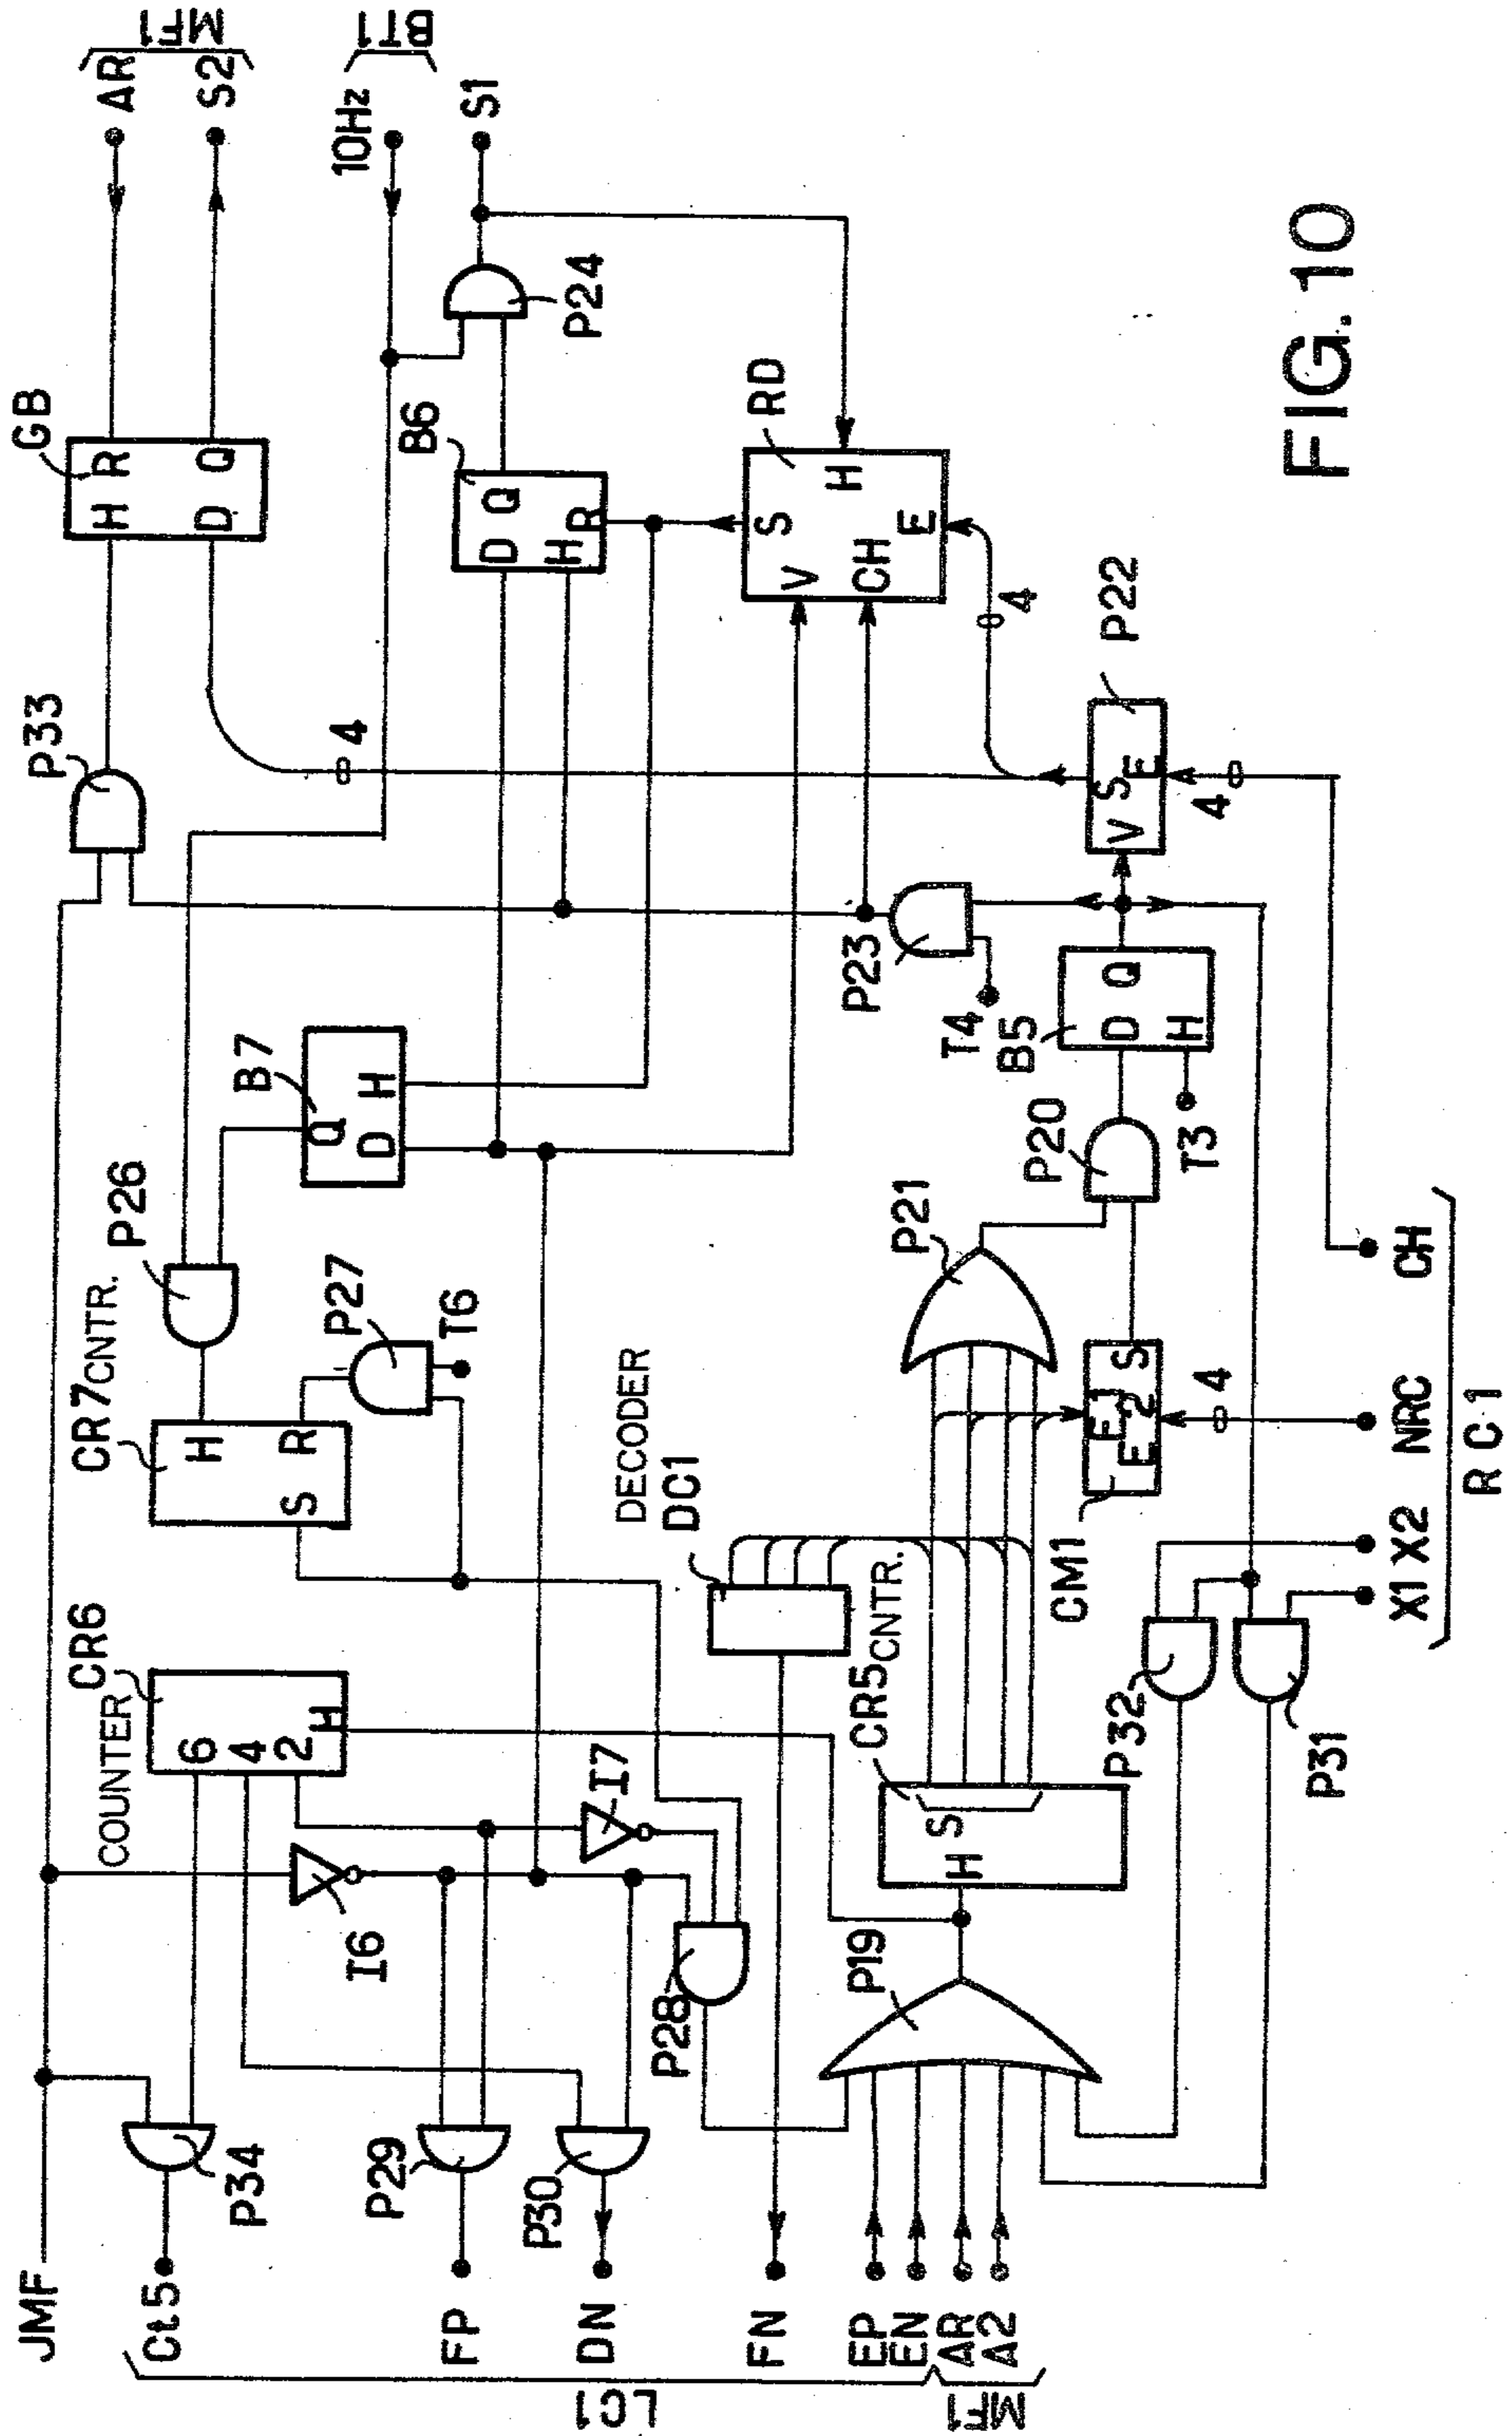 JMF
Ct5
P34
COUNTER
CR6
6
4
2
H
CR7 CNTR.
H
S
R
P26
P27
T6
B7
Q
D
H
P33
GB
H R
D Q
AR
S2
MF1
10Hz
BT1
S1
P24
B6
D Q
H
R
4
I6
I7
P29
FP
P30
DN
P28
LC1
DECODER
DC1
FN
RD
V
S
CH
H
E
4
P23
T4
P22
V S
E
4
B5
D Q
H
T3
P20
P21
CR5 CNTR.
H S
P19
EP
EN
AR
A2
MF1
CM1
E1
E2 S
4
P32
P31
X1 X2 NRC CH
RC1
FIG. 10